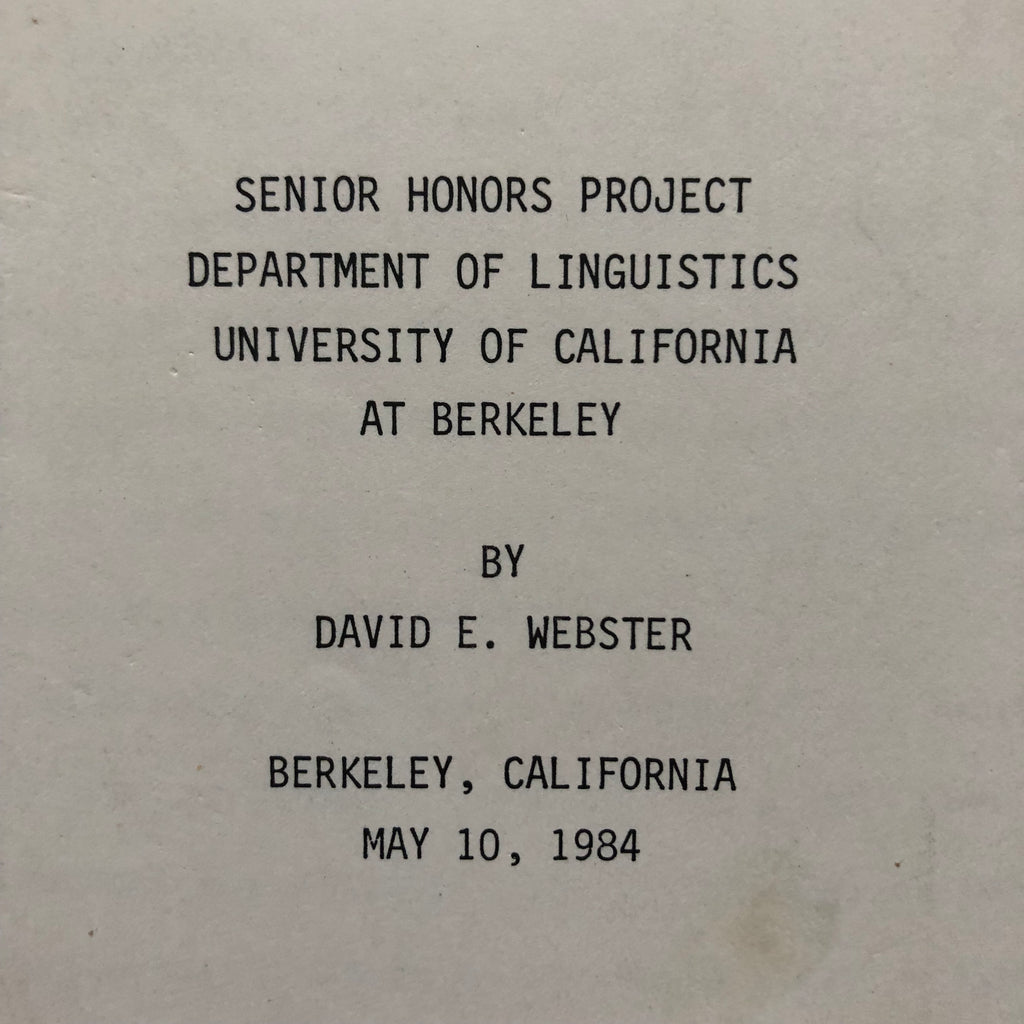 SENIOR HONORS PROJECT
DEPARTMENT OF LINGUISTICS
UNIVERSITY OF CALIFORNIA
AT BERKELEY
BY
DAVID E. WEBSTER
BERKELEY, CALIFORNIA
MAY 10, 1984